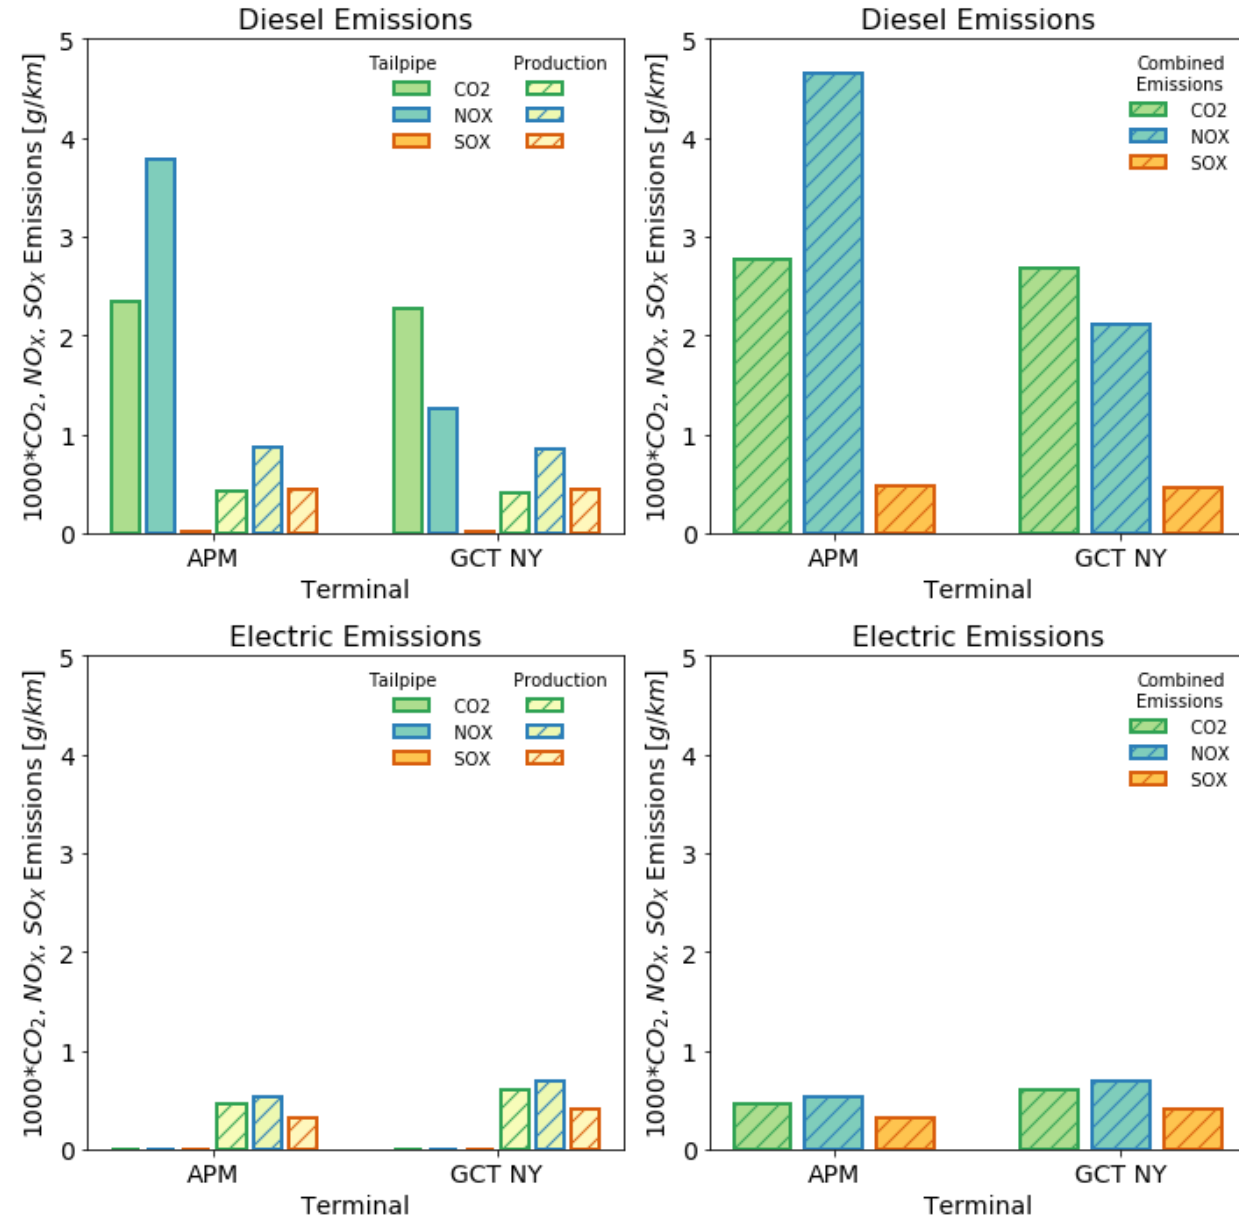 Diesel Emissions
1000*CO₂, NOₓ, SOₓ Emissions [g/km]
5
4
3
2
1
0
Tailpipe Production
CO2
NOX
SOX
APM GCT NY
Terminal
Diesel Emissions
1000*CO₂, NOₓ, SOₓ Emissions [g/km]
5
4
3
2
1
0
Combined
Emissions
CO2
NOX
SOX
APM GCT NY
Terminal
Electric Emissions
1000*CO₂, NOₓ, SOₓ Emissions [g/km]
5
4
3
2
1
0
Tailpipe Production
CO2
NOX
SOX
APM GCT NY
Terminal
Electric Emissions
1000*CO₂, NOₓ, SOₓ Emissions [g/km]
5
4
3
2
1
0
Combined
Emissions
CO2
NOX
SOX
APM GCT NY
Terminal